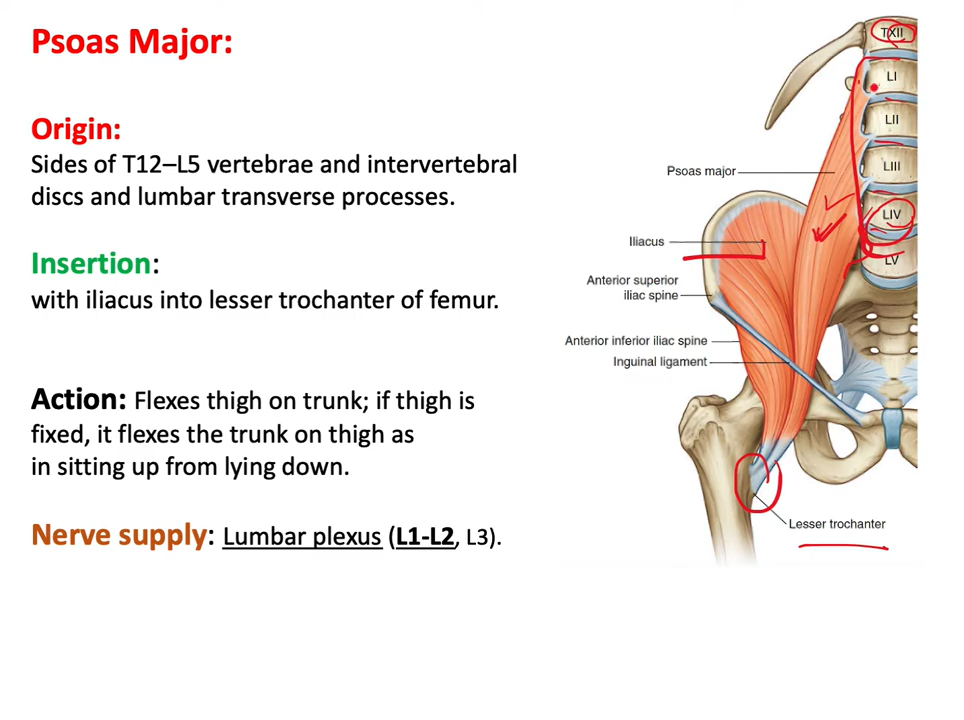 Psoas Major:
Origin:
Sides of T12–L5 vertebrae and intervertebral
discs and lumbar transverse processes.
Insertion:
with iliacus into lesser trochanter of femur.
Action: Flexes thigh on trunk; if thigh is
fixed, it flexes the trunk on thigh as
in sitting up from lying down.
Nerve supply: Lumbar plexus (L1-L2, L3).
TXII
LI
LII
LIII
LIV
LV
Psoas major
Iliacus
Anterior superior
iliac spine
Anterior inferior iliac spine
Inguinal ligament
Lesser trochanter